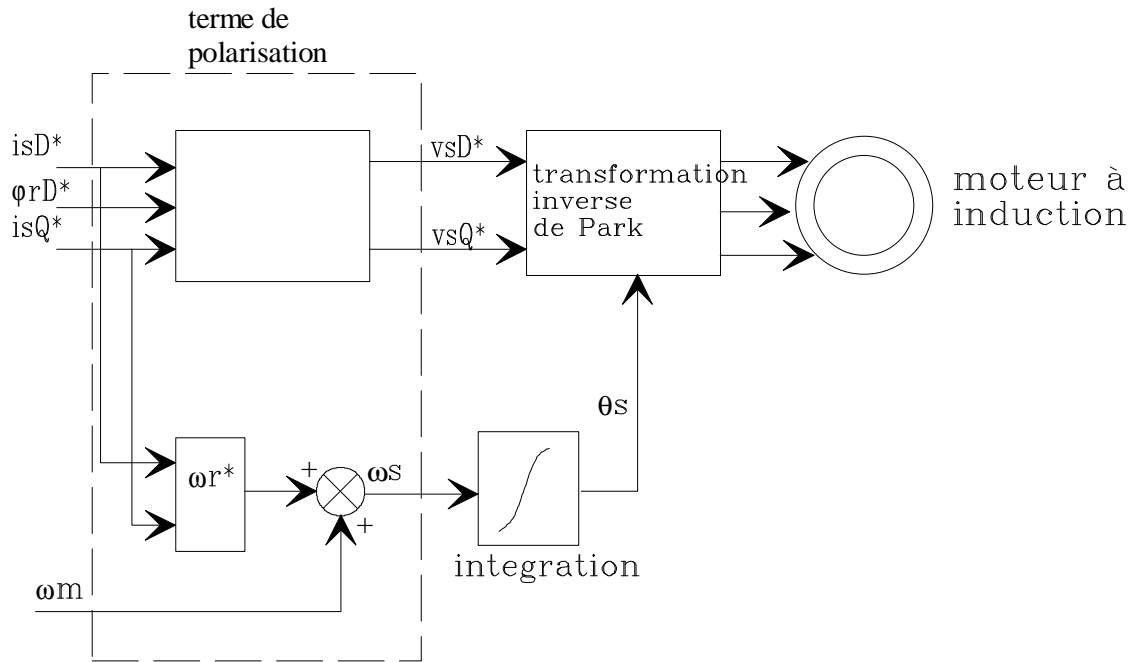 terme de
polarisation
isD*
φrD*
isQ*
vsD*
vsQ*
transformation
inverse
de Park
moteur à
induction
θs
ωr*
+
ωs
+
integration
ωm